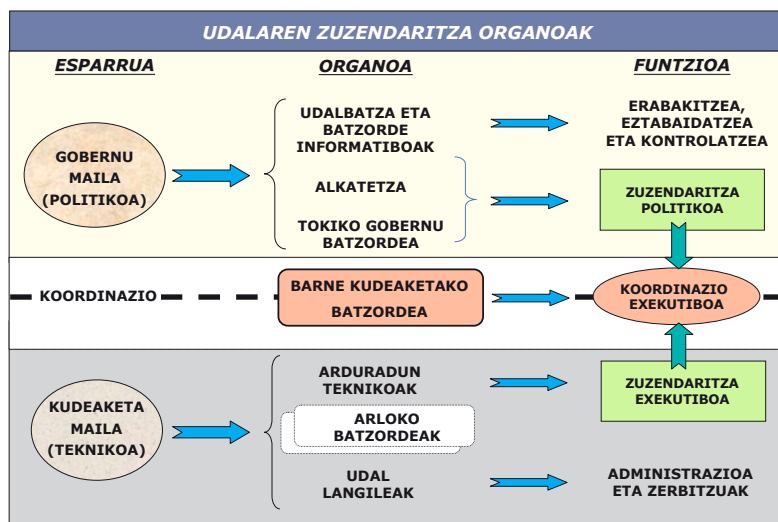 UDALAREN ZUZENDARITZA ORGANOAK
ESPARRUA
ORGANOA
FUNTZIOA
GOBERNU
MAILA
(POLITIKOA)
UDALBATZA ETA
BATZORDE
INFORMATIBOAK
ERABAKITZEA,
EZTABAIDATZEA
ETA KONTROLATZEA
ALKATETZA
TOKIKO GOBERNU
BATZORDEA
ZUZENDARITZA
POLITIKOA
KOORDINAZIO
BARNE KUDEAKETAKO
BATZORDEA
KOORDINAZIO
EXEKUTIBOA
KUDEAKETA
MAILA
(TEKNIKOA)
ARDURADUN
TEKNIKOAK
ZUZENDARITZA
EXEKUTIBOA
ARLOKO
BATZORDEAK
UDAL
LANGILEAK
ADMINISTRAZIOA
ETA ZERBITZUAK